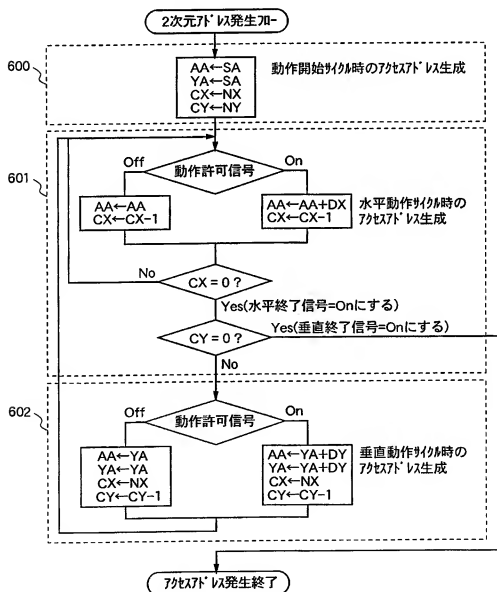 2次元ｱﾄﾞﾚｽ発生ﾌﾛｰ
600
AA←SA
YA←SA
CX←NX
CY←NY
動作開始サイクル時のアクセスアドレス生成
601
Off
動作許可信号
On
AA←AA
CX←CX-1
AA←AA+DX
CX←CX-1
水平動作サイクル時の
アクセスアドレス生成
No
CX = 0 ?
Yes(水平終了信号=Onにする)
CY = 0 ?
Yes(垂直終了信号=Onにする)
No
602
Off
動作許可信号
On
AA←YA
YA←YA
CX←NX
CY←CY-1
AA←YA+DY
YA←YA+DY
CX←NX
CY←CY-1
垂直動作サイクル時の
アクセスアドレス生成
アクセスアドレス発生終了